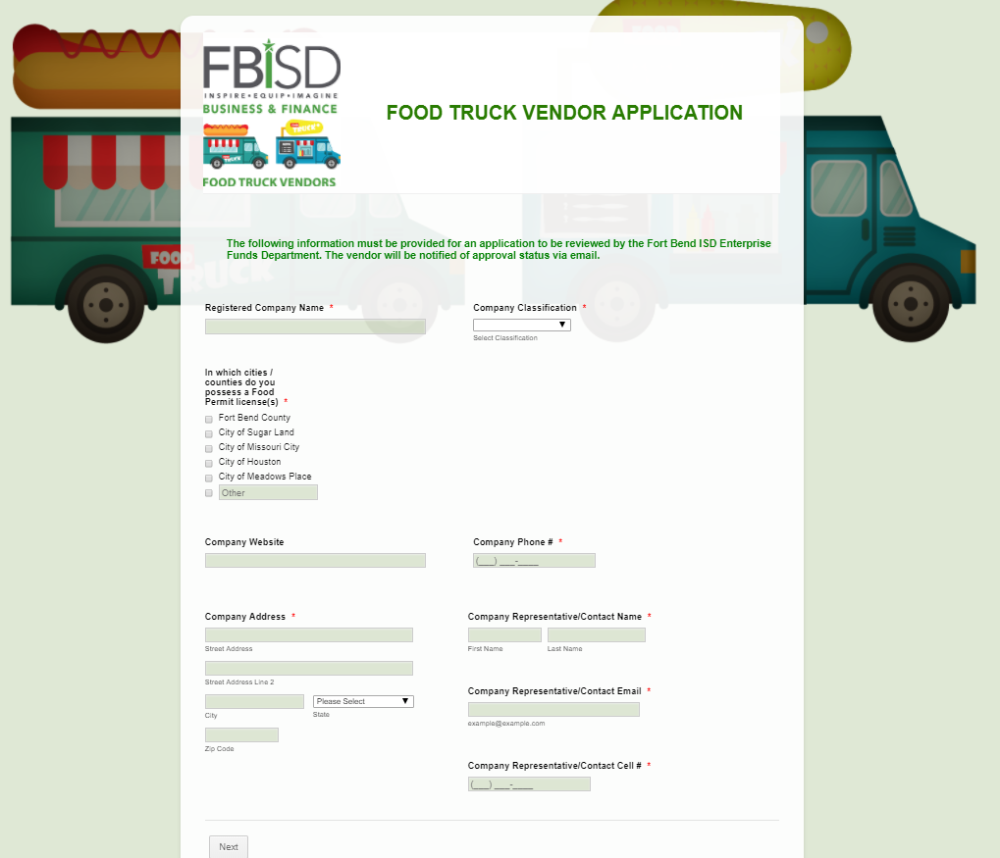 FBISD
INSPIRE•EQUIP•IMAGINE
BUSINESS & FINANCE
FOOD TRUCK VENDORS
FOOD TRUCK VENDOR APPLICATION
The following information must be provided for an application to be reviewed by the Fort Bend ISD Enterprise
Funds Department. The vendor will be notified of approval status via email.
FOOD
TRUCK
Registered Company Name *
Company Classification *
Select Classification
In which cities /
counties do you
possess a Food
Permit license(s) *
Fort Bend County
City of Sugar Land
City of Missouri City
City of Houston
City of Meadows Place
Other
Company Website
Company Phone # *
(___) ___-____
Company Address *
Street Address
Street Address Line 2
City
Please Select
State
Zip Code
Company Representative/Contact Name *
First Name
Last Name
Company Representative/Contact Email *
example@example.com
Company Representative/Contact Cell # *
(___) ___-____
Next